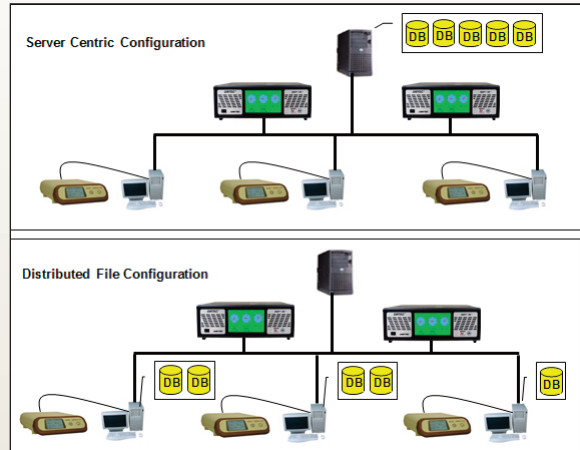 Server Centric Configuration
DB DB DB DB DB
Distributed File Configuration
DB DB
DB DB
DB